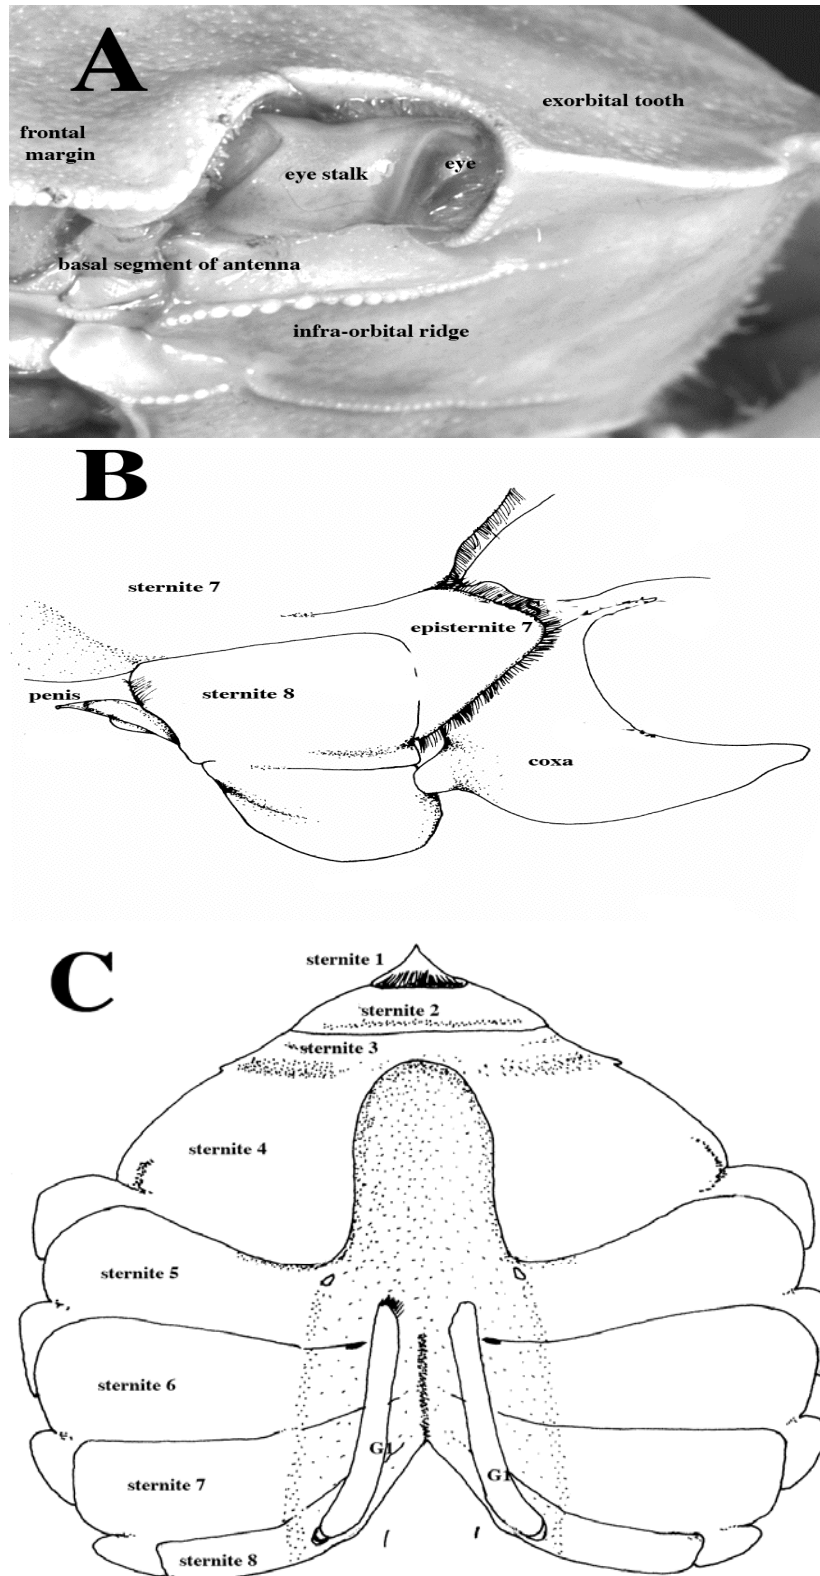 A
exorbital tooth
frontal
margin
eye stalk
eye
basal segment of antenna
infra-orbital ridge
B
sternite 7
episternite 7
penis
sternite 8
coxa
C
sternite 1
sternite 2
sternite 3
sternite 4
sternite 5
sternite 6
G1
sternite 7
G1
sternite 8